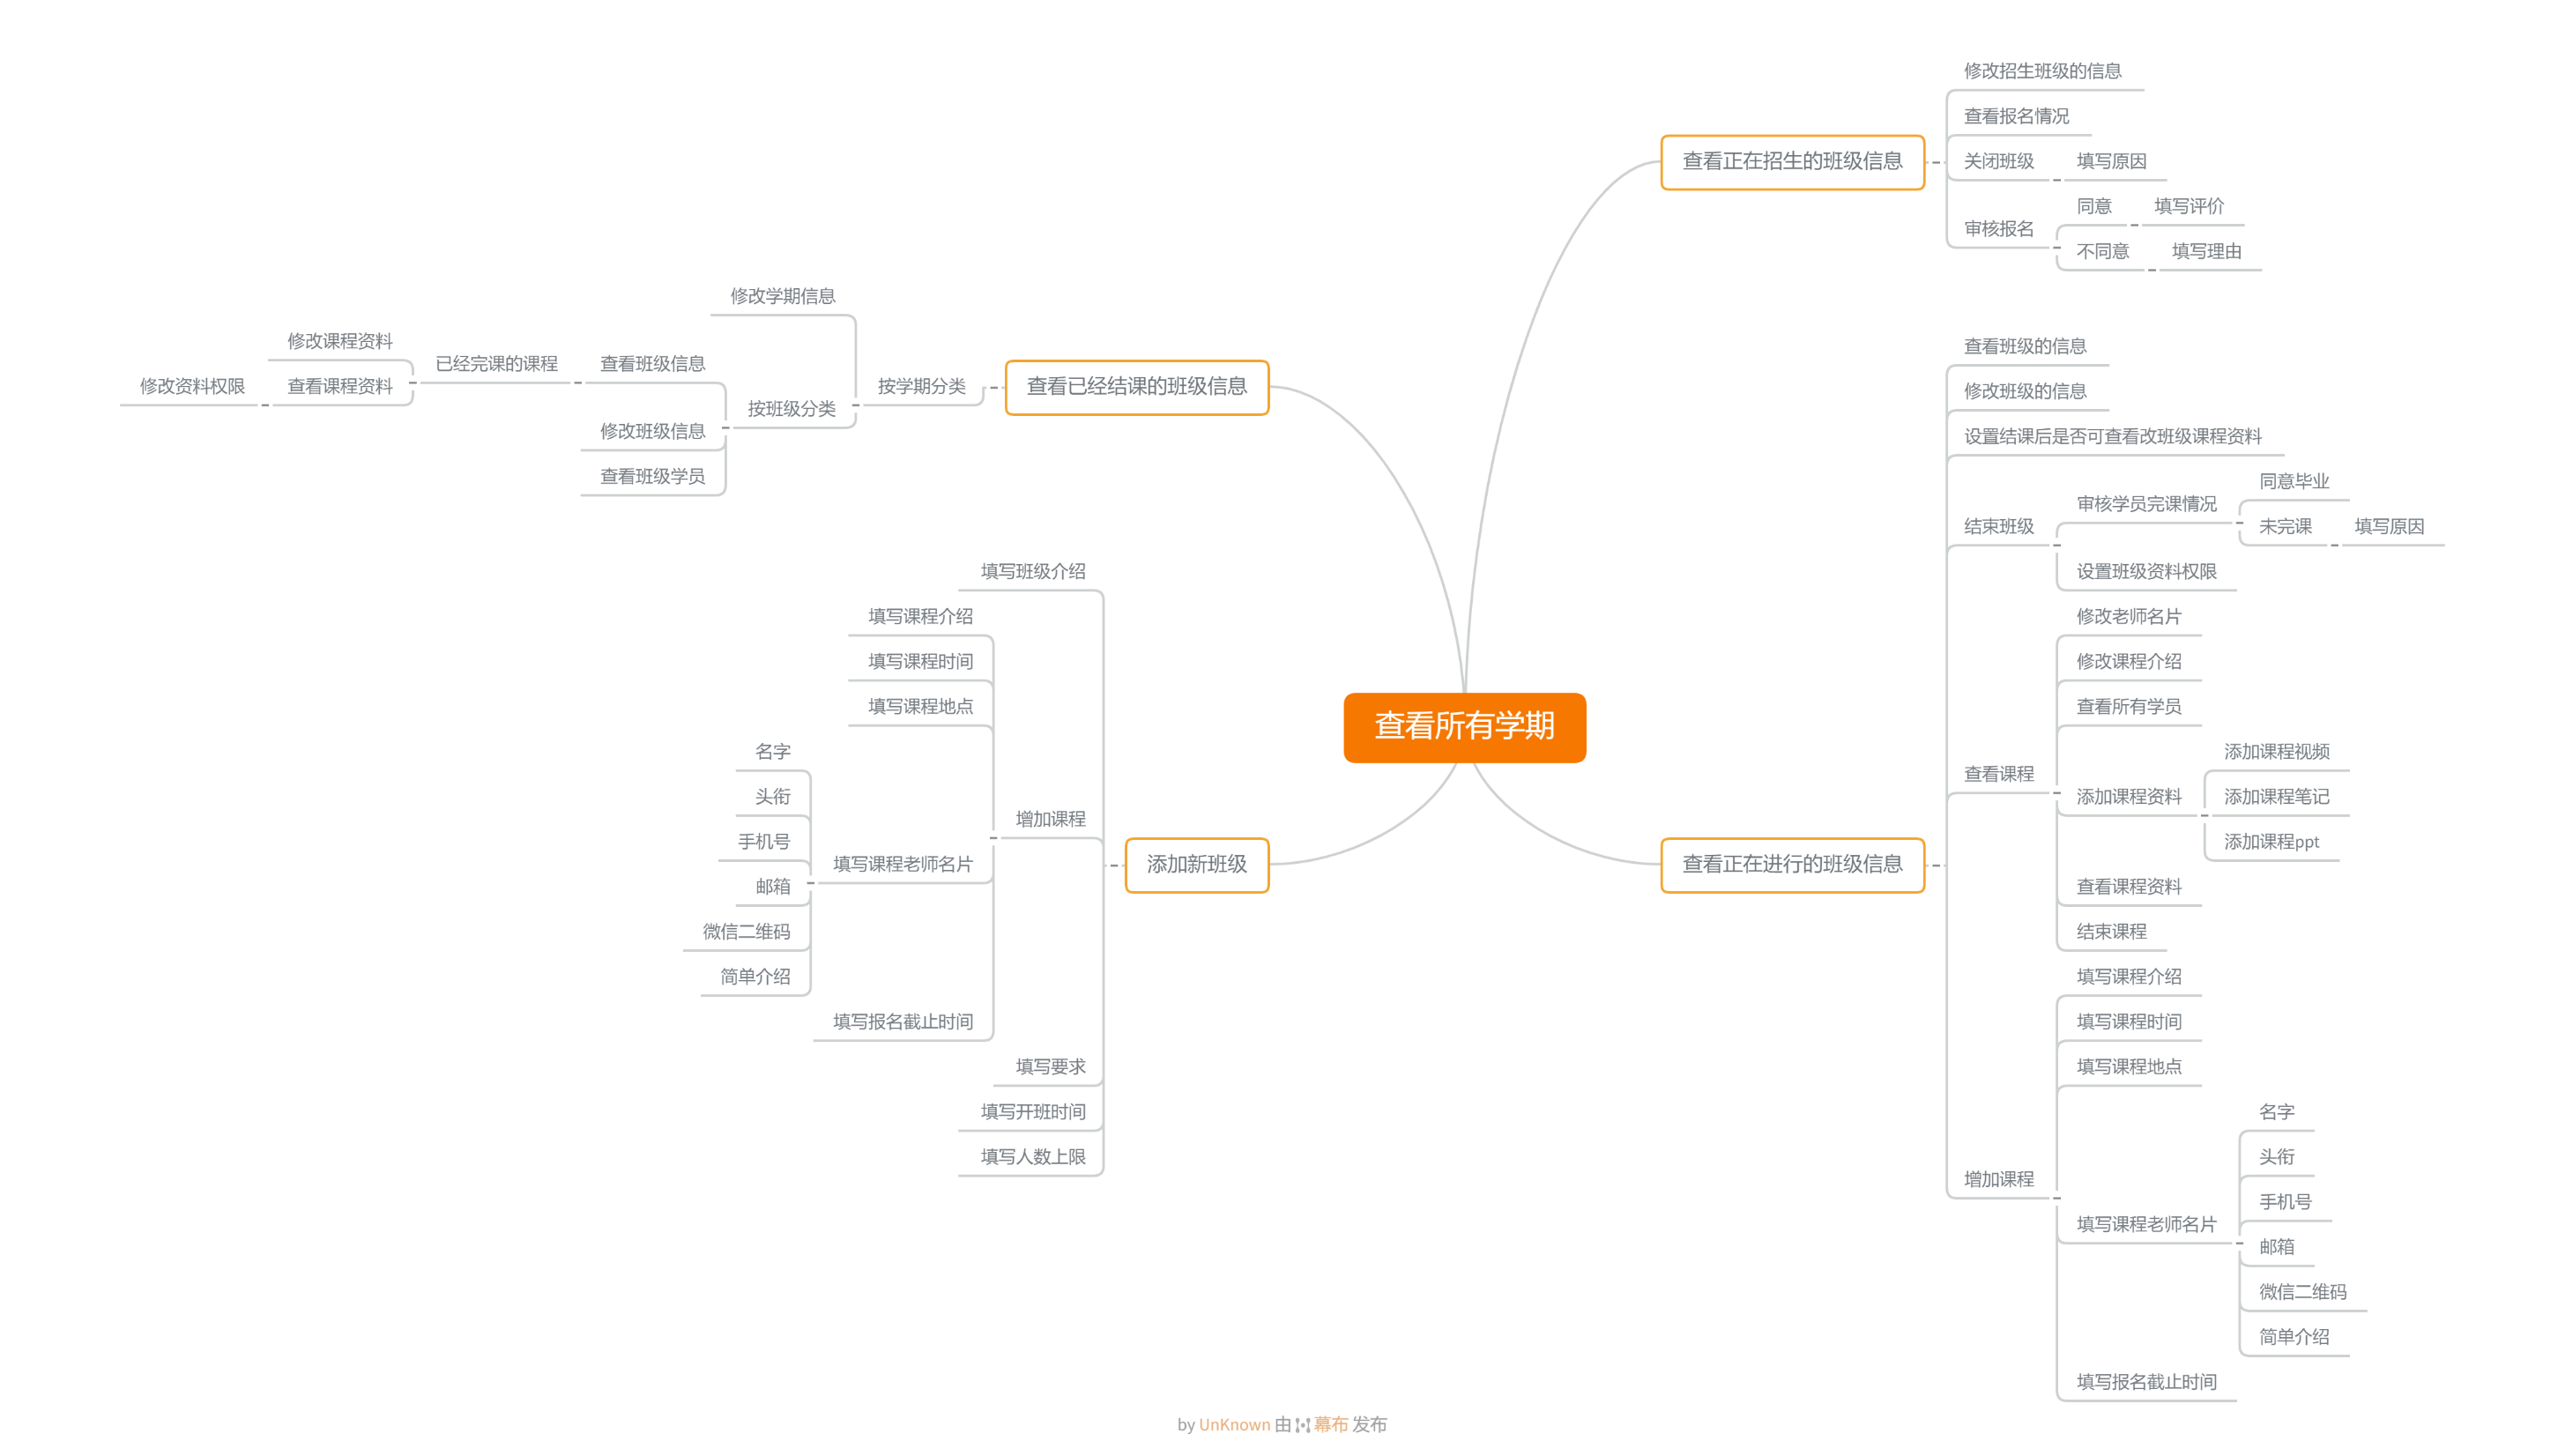 查看所有学期
查看正在招生的班级信息
修改招生班级的信息
查看报名情况
关闭班级
填写原因
审核报名
同意
填写评价
不同意
填写理由
查看正在进行的班级信息
查看班级的信息
修改班级的信息
设置结课后是否可查看改班级课程资料
结束班级
审核学员完课情况
同意毕业
未完课
填写原因
设置班级资料权限
查看课程
修改老师名片
修改课程介绍
查看所有学员
添加课程资料
添加课程视频
添加课程笔记
添加课程ppt
查看课程资料
结束课程
增加课程
填写课程介绍
填写课程时间
填写课程地点
填写课程老师名片
名字
头衔
手机号
邮箱
微信二维码
简单介绍
填写报名截止时间
查看已经结课的班级信息
按学期分类
修改学期信息
按班级分类
查看班级信息
已经完课的课程
修改课程资料
查看课程资料
修改资料权限
修改班级信息
查看班级学员
添加新班级
填写班级介绍
增加课程
填写课程介绍
填写课程时间
填写课程地点
填写课程老师名片
名字
头衔
手机号
邮箱
微信二维码
简单介绍
填写报名截止时间
填写要求
填写开班时间
填写人数上限
by UnKnown 由 幕布 发布